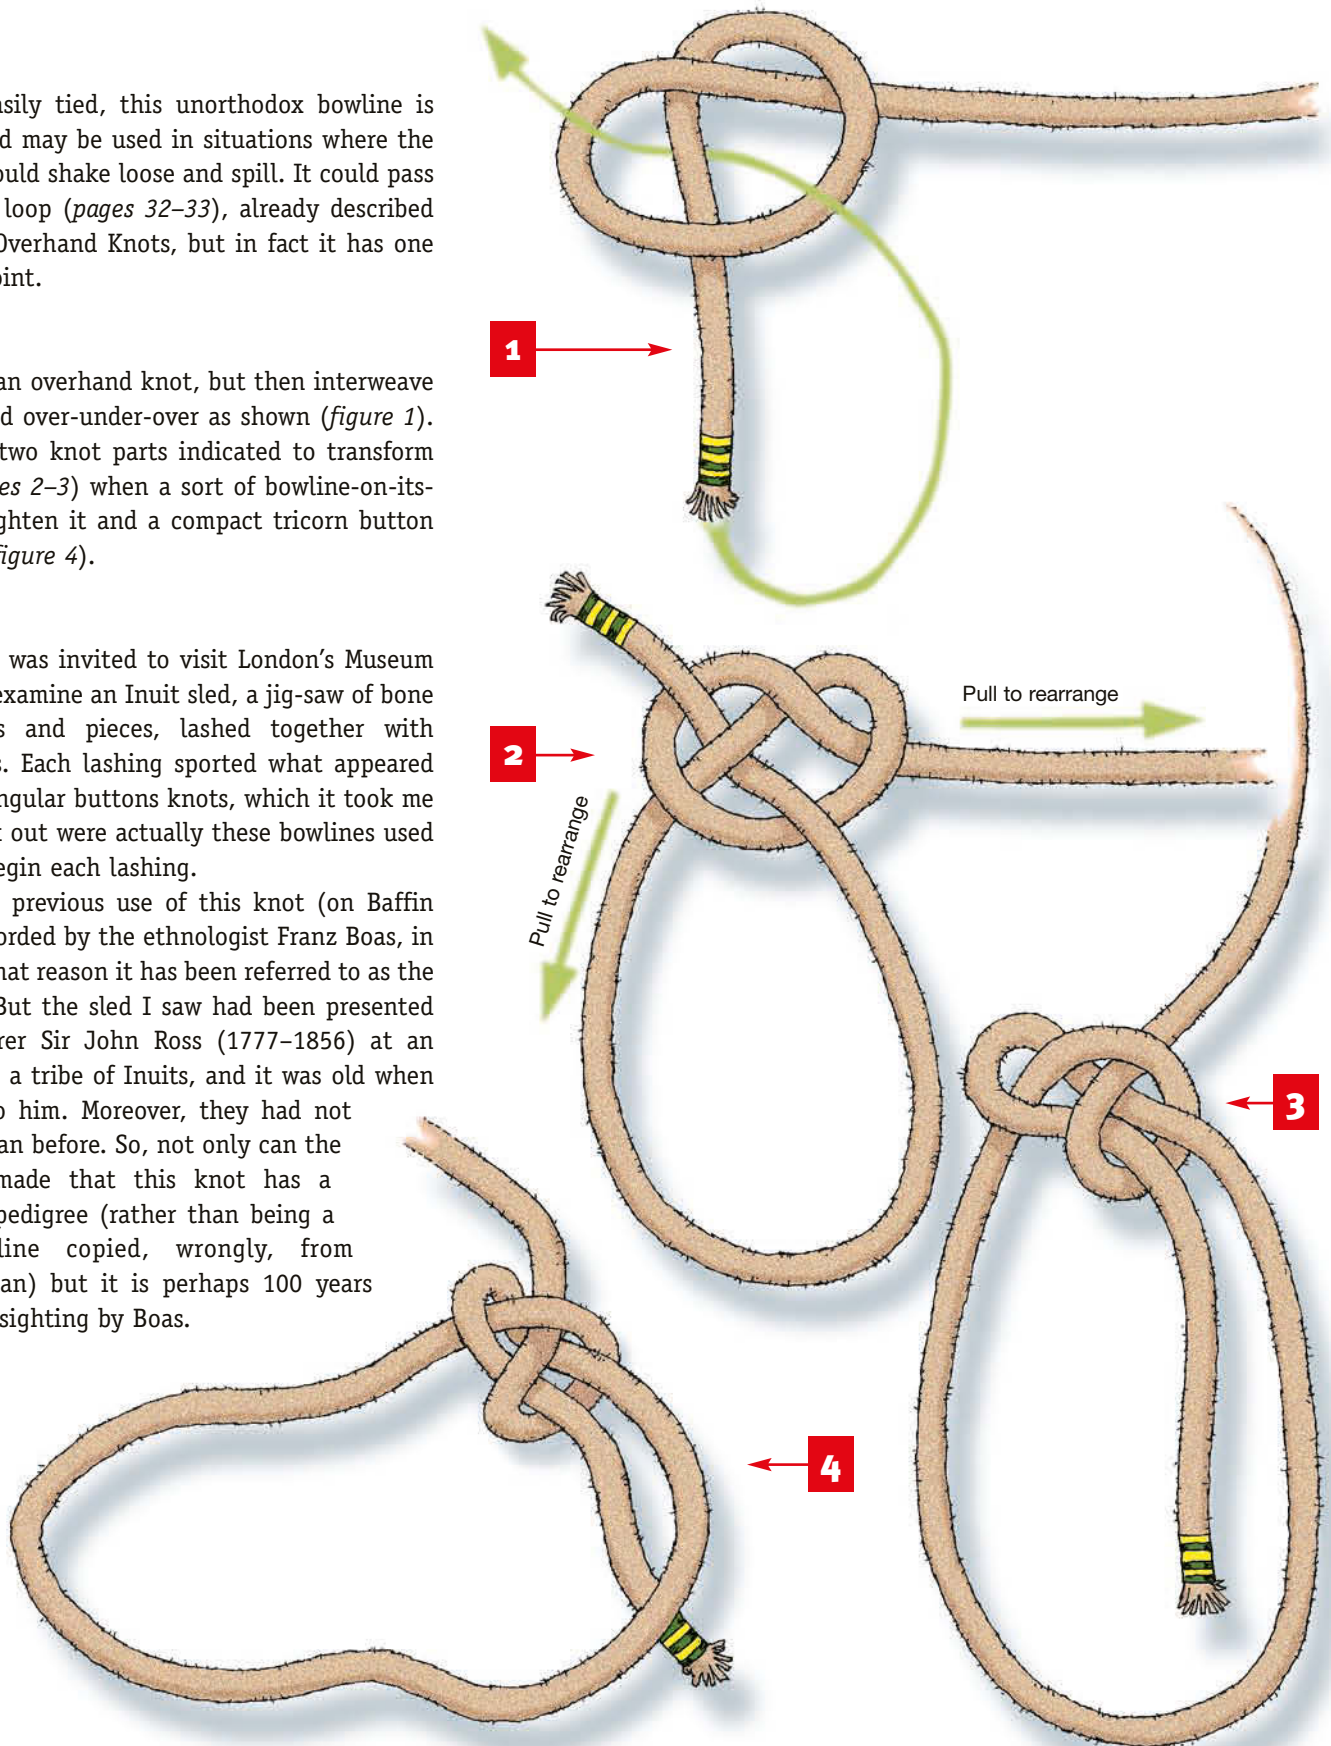 asily tied, this unorthodox bowline is
d may be used in situations where the
ould shake loose and spill. It could pass
loop (pages 32–33), already described
Overhand Knots, but in fact it has one
oint.
an overhand knot, but then interweave
d over-under-over as shown (figure 1).
two knot parts indicated to transform
es 2–3) when a sort of bowline-on-its-
ghten it and a compact tricorn button
figure 4).
was invited to visit London's Museum
examine an Inuit sled, a jig-saw of bone
s and pieces, lashed together with
s. Each lashing sported what appeared
ngular buttons knots, which it took me
t out were actually these bowlines used
egin each lashing.
previous use of this knot (on Baffin
orded by the ethnologist Franz Boas, in
hat reason it has been referred to as the
But the sled I saw had been presented
rer Sir John Ross (1777–1856) at an
a tribe of Inuits, and it was old when
o him. Moreover, they had not
an before. So, not only can the
made that this knot has a
pedigree (rather than being a
line copied, wrongly, from
an) but it is perhaps 100 years
sighting by Boas.
1
2
Pull to rearrange
Pull to rearrange
3
4